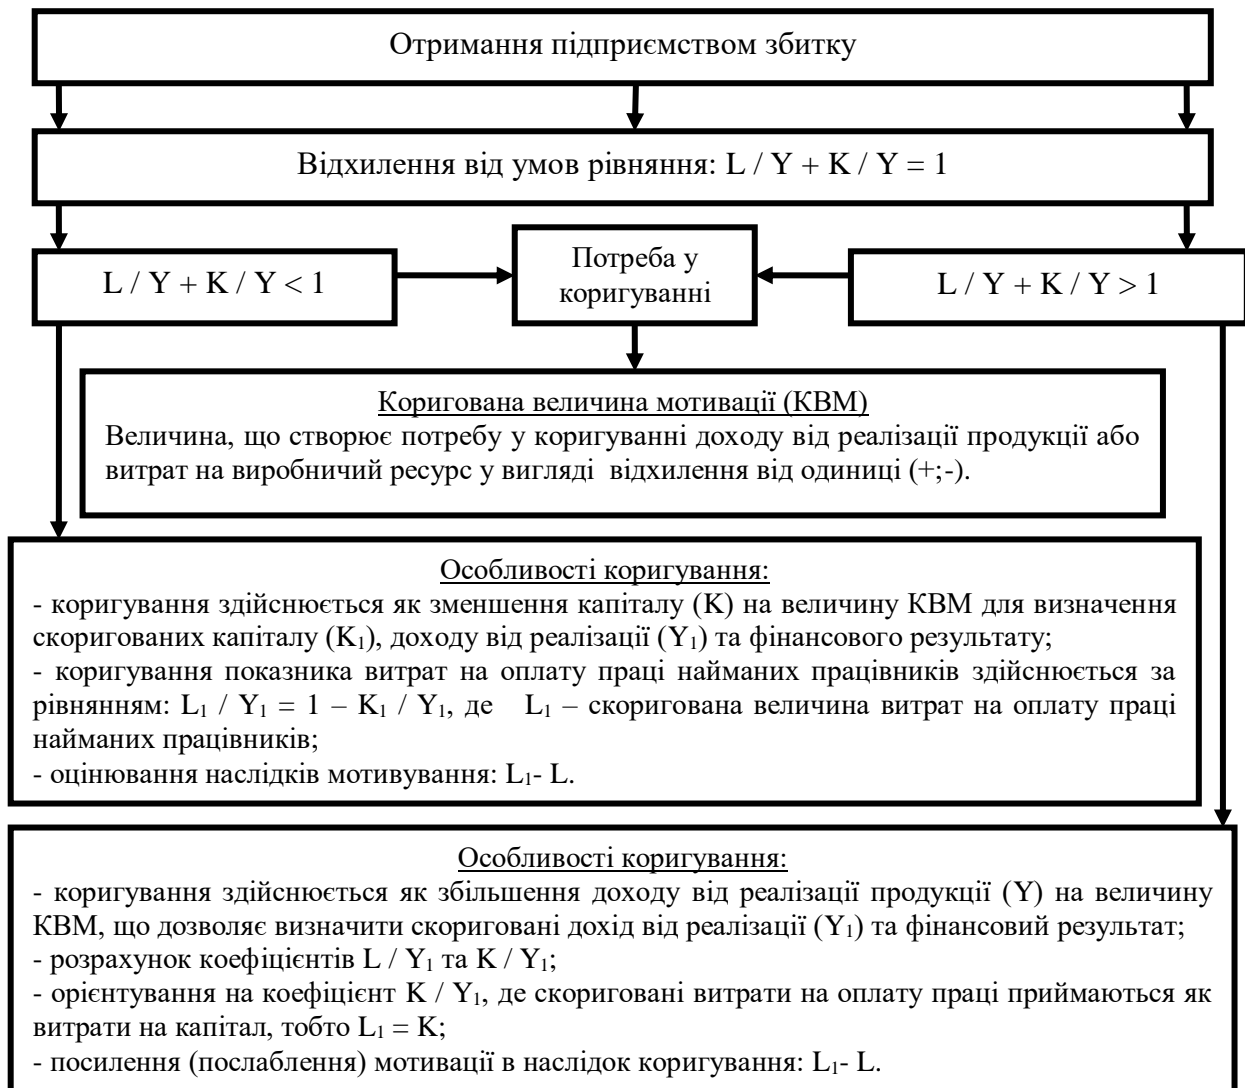 Отримання підприємством збитку
Відхилення від умов рівняння: L / Y + K / Y = 1
L / Y + K / Y < 1
Потреба у
коригуванні
L / Y + K / Y > 1
Коригована величина мотивації (КВМ)
Величина, що створює потребу у коригуванні доходу від реалізації продукції або
витрат на виробничий ресурс у вигляді відхилення від одиниці (+;-).
Особливості коригування:
- коригування здійснюється як зменшення капіталу (K) на величину КВМ для визначення
скоригованих капіталу (K₁), доходу від реалізації (Y₁) та фінансового результату;
- коригування показника витрат на оплату праці найманих працівників здійснюється за
рівнянням: L₁ / Y₁ = 1 – K₁ / Y₁, де L₁ – скоригована величина витрат на оплату праці
найманих працівників;
- оцінювання наслідків мотивування: L₁- L.
Особливості коригування:
- коригування здійснюється як збільшення доходу від реалізації продукції (Y) на величину
КВМ, що дозволяє визначити скориговані дохід від реалізації (Y₁) та фінансовий результат;
- розрахунок коефіцієнтів L / Y₁ та K / Y₁;
- орієнтування на коефіцієнт K / Y₁, де скориговані витрати на оплату праці приймаються як
витрати на капітал, тобто L₁ = K;
- посилення (послаблення) мотивації в наслідок коригування: L₁- L.